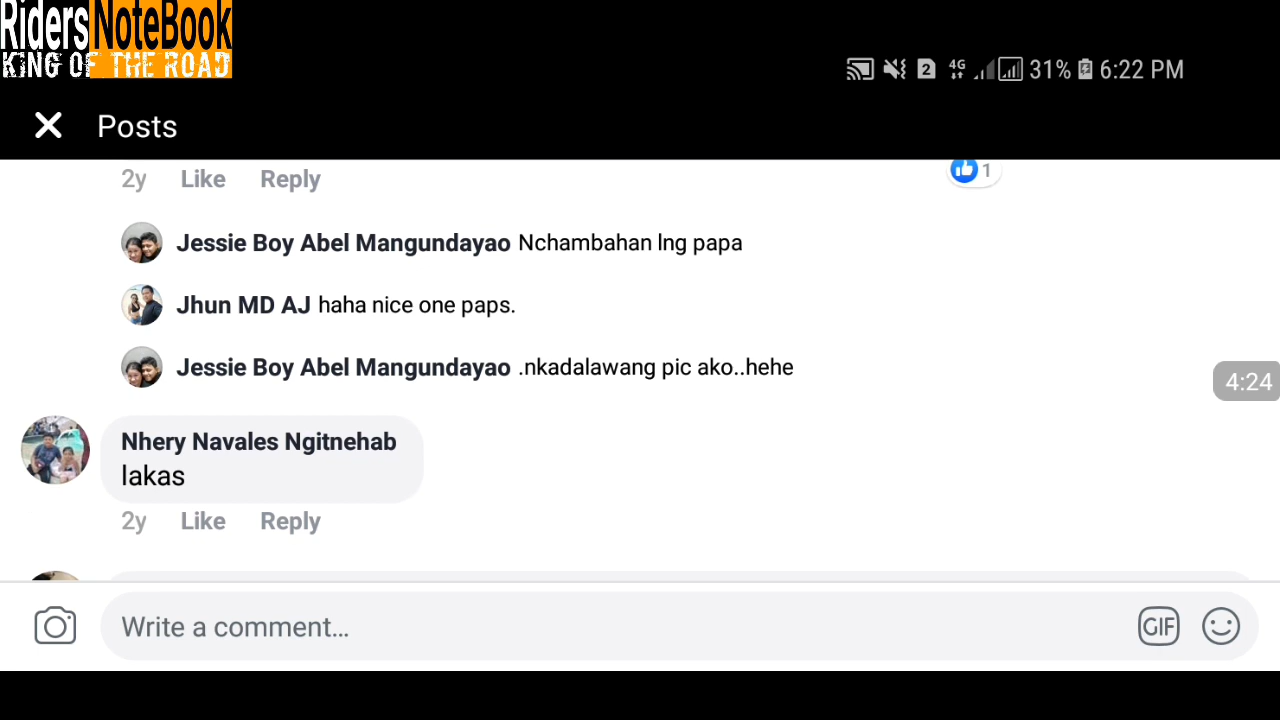 RidersNoteBook
KING OF THE ROAD
2 4G 31% 6:22 PM
Posts
2y Like Reply 1
Jessie Boy Abel Mangundayao Nchambahan lng papa
Jhun MD AJ haha nice one paps.
Jessie Boy Abel Mangundayao .nkadalawang pic ako..hehe
4:24
Nhery Navales Ngitnehab
lakas
2y Like Reply
Write a comment...
GIF